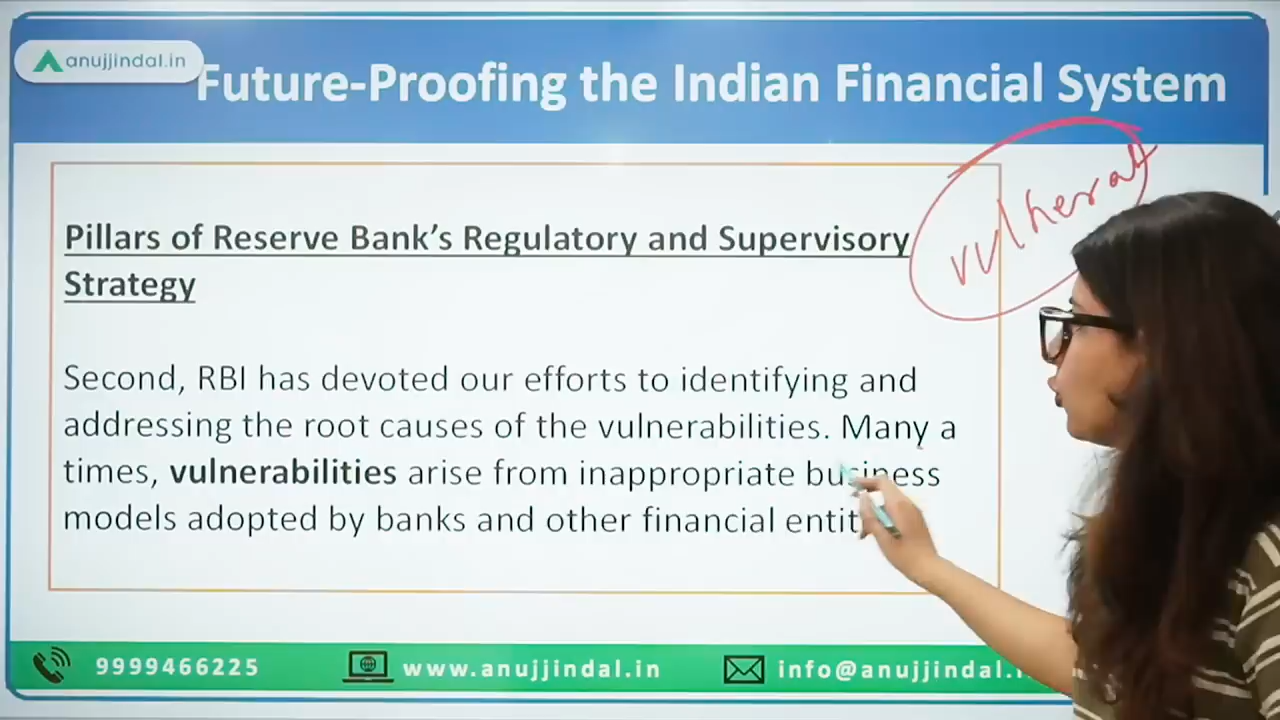 anujjindal.in
Future-Proofing the Indian Financial System
Pillars of Reserve Bank's Regulatory and Supervisory
Strategy
Second, RBI has devoted our efforts to identifying and
addressing the root causes of the vulnerabilities. Many a
times, vulnerabilities arise from inappropriate business
models adopted by banks and other financial entit
9999466225
www.anujjindal.in
info@anujjindal.